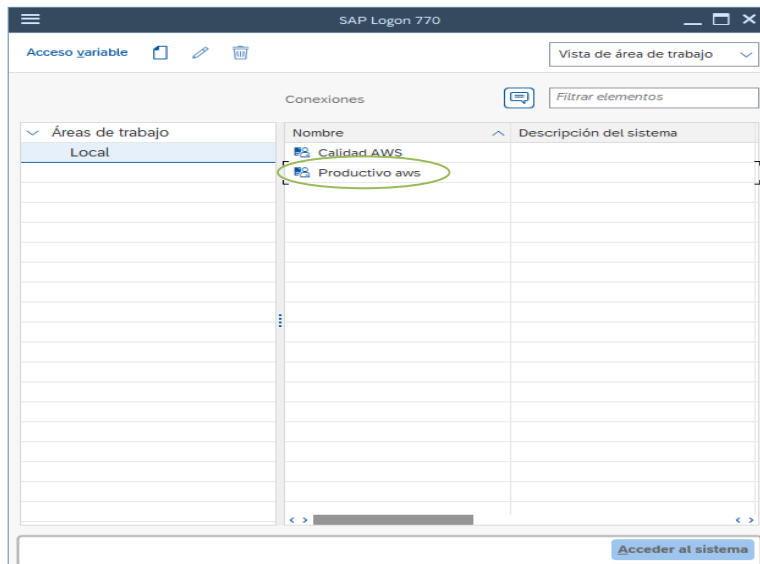 SAP Logon 770
Acceso variable
Vista de área de trabajo
Conexiones
Filtrar elementos
Áreas de trabajo
Nombre
Descripción del sistema
Local
Calidad AWS
Productivo aws
Acceder al sistema